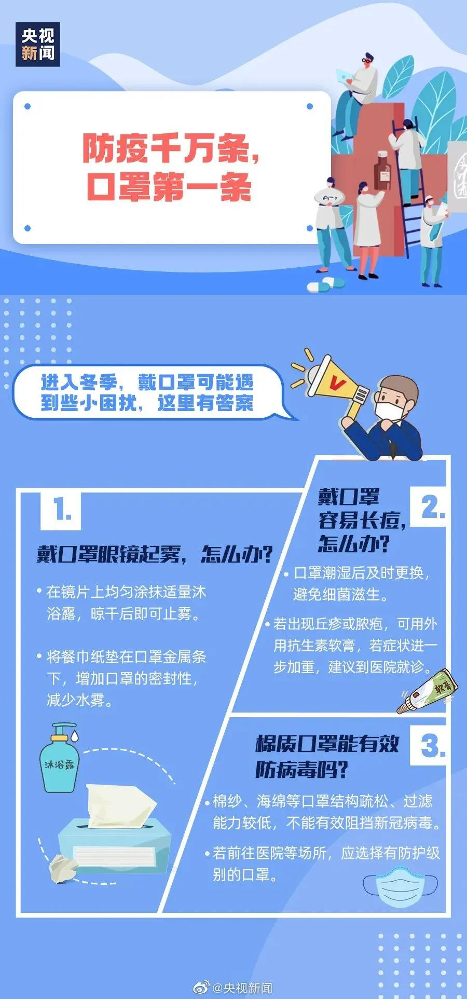 央视
新闻
防疫千万条，
口罩第一条
进入冬季，戴口罩可能遇
到些小困扰，这里有答案
1.
戴口罩眼镜起雾，怎么办?
• 在镜片上均匀涂抹适量沐
浴露，晾干后即可止雾。
• 将餐巾纸垫在口罩金属条
下，增加口罩的密封性，
减少水雾。
沐浴露
2.
戴口罩
容易长痘，
怎么办?
• 口罩潮湿后及时更换，
避免细菌滋生。
• 若出现丘疹或脓疱，可用外
用抗生素软膏，若症状进一
步加重，建议到医院就诊。
软膏
3.
棉质口罩能有效
防病毒吗?
• 棉纱、海绵等口罩结构疏松、过滤
能力较低，不能有效阻挡新冠病毒。
• 若前往医院等场所，应选择有防护级
别的口罩。
@央视新闻